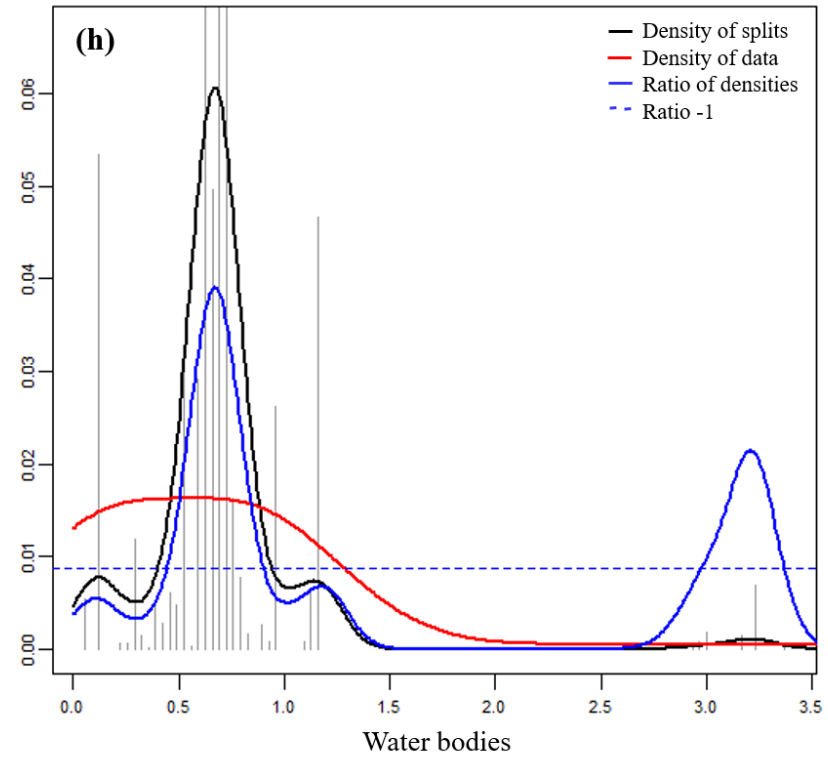 (h)
Density of splits
Density of data
Ratio of densities
Ratio -1
0.06
0.05
0.04
0.03
0.02
0.01
0.00
0.0 0.5 1.0 1.5 2.0 2.5 3.0 3.5
Water bodies